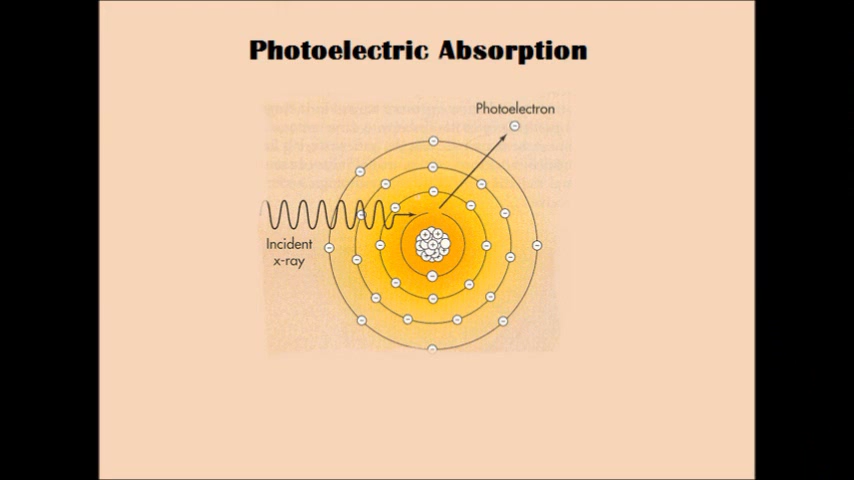 Photoelectric Absorption
Photoelectron
Incident
x-ray